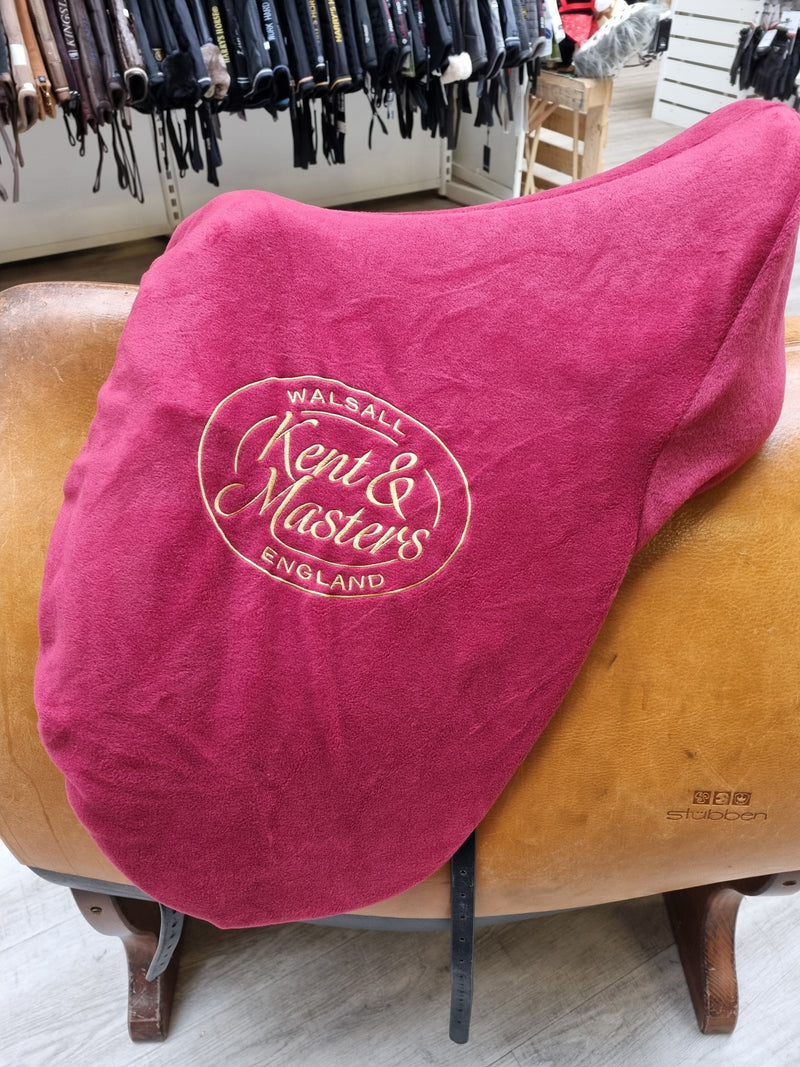 WALSALL
Kent &
Masters
ENGLAND
stübben